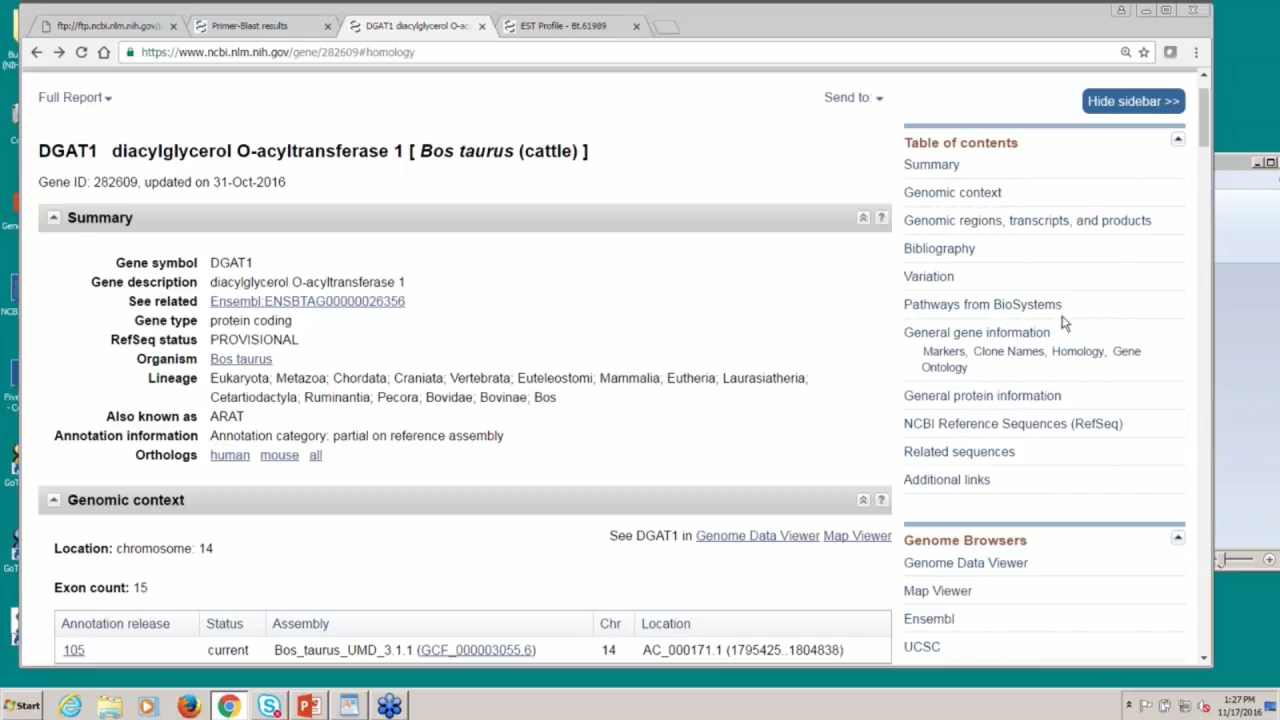 ftp://ftp.ncbi.nlm.nih.gov/ Primer-Blast results DGAT1 diacylglycerol O-ac EST Profile - Bt.61989
https://www.ncbi.nlm.nih.gov/gene/282609#homology
Full Report
Send to:
Hide sidebar >>
DGAT1 diacylglycerol O-acyltransferase 1 [ Bos taurus (cattle) ]
Gene ID: 282609, updated on 31-Oct-2016
Summary
Gene symbol DGAT1
Gene description diacylglycerol O-acyltransferase 1
See related Ensembl:ENSBTAG00000026356
Gene type protein coding
RefSeq status PROVISIONAL
Organism Bos taurus
Lineage Eukaryota; Metazoa; Chordata; Craniata; Vertebrata; Euteleostomi; Mammalia; Eutheria; Laurasiatheria;
Cetartiodactyla; Ruminantia; Pecora; Bovidae; Bovinae; Bos
Also known as ARAT
Annotation information Annotation category: partial on reference assembly
Orthologs human mouse all
Genomic context
See DGAT1 in Genome Data Viewer Map Viewer
Location: chromosome: 14
Exon count: 15
Annotation release Status Assembly Chr Location
105 current Bos_taurus_UMD_3.1.1 (GCF_000003055.6) 14 AC_000171.1 (1795425..1804838)
Table of contents
Summary
Genomic context
Genomic regions, transcripts, and products
Bibliography
Variation
Pathways from BioSystems
General gene information
Markers, Clone Names, Homology, Gene
Ontology
General protein information
NCBI Reference Sequences (RefSeq)
Related sequences
Additional links
Genome Browsers
Genome Data Viewer
Map Viewer
Ensembl
UCSC
Start
1:27 PM
11/17/2016